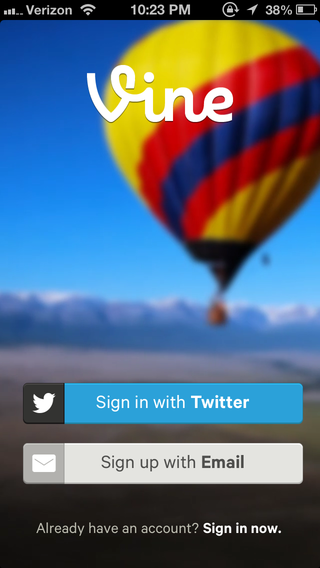 Verizon 10:23 PM 38%
Vine
Sign in with Twitter
Sign up with Email
Already have an account? Sign in now.